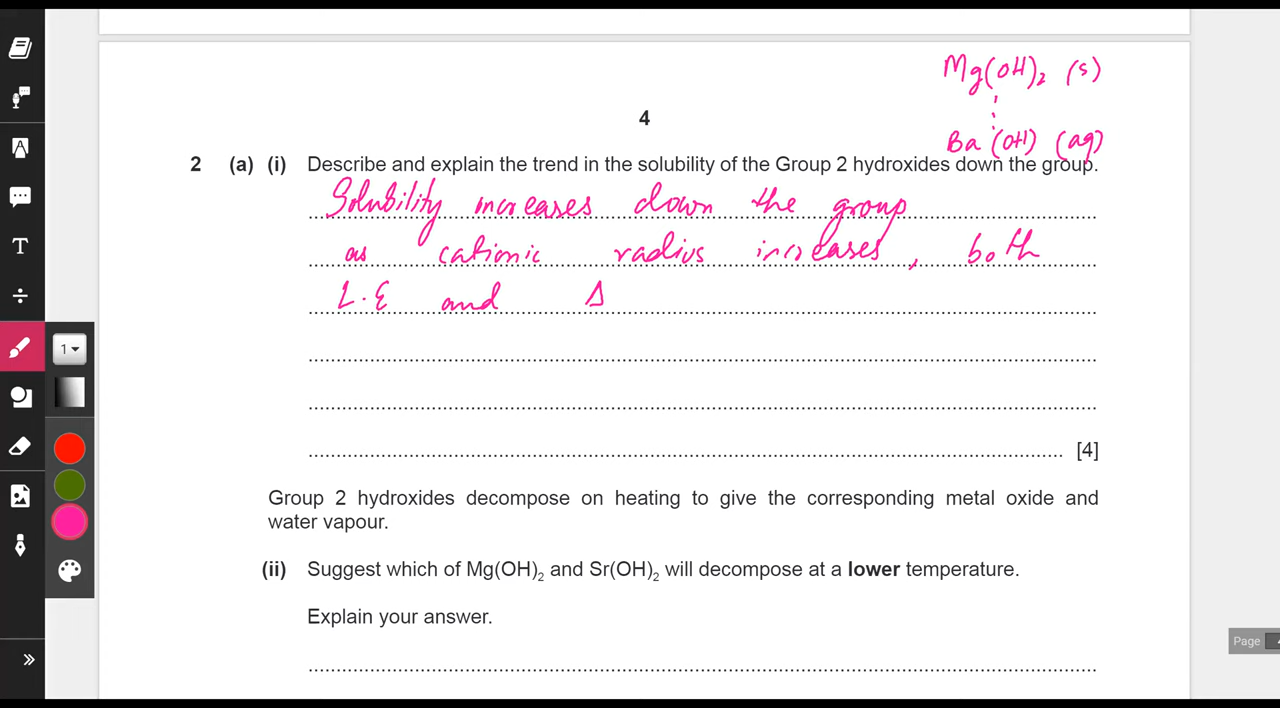 Mg(OH)₂ (s)
4
Ba(OH) (aq)
2 (a) (i) Describe and explain the trend in the solubility of the Group 2 hydroxides down the group.
Solubility increases down the group
as cationic radius increases, both
L.E and Δ
[4]
Group 2 hydroxides decompose on heating to give the corresponding metal oxide and
water vapour.
(ii) Suggest which of Mg(OH)₂ and Sr(OH)₂ will decompose at a lower temperature.
Explain your answer.
T
1
Page